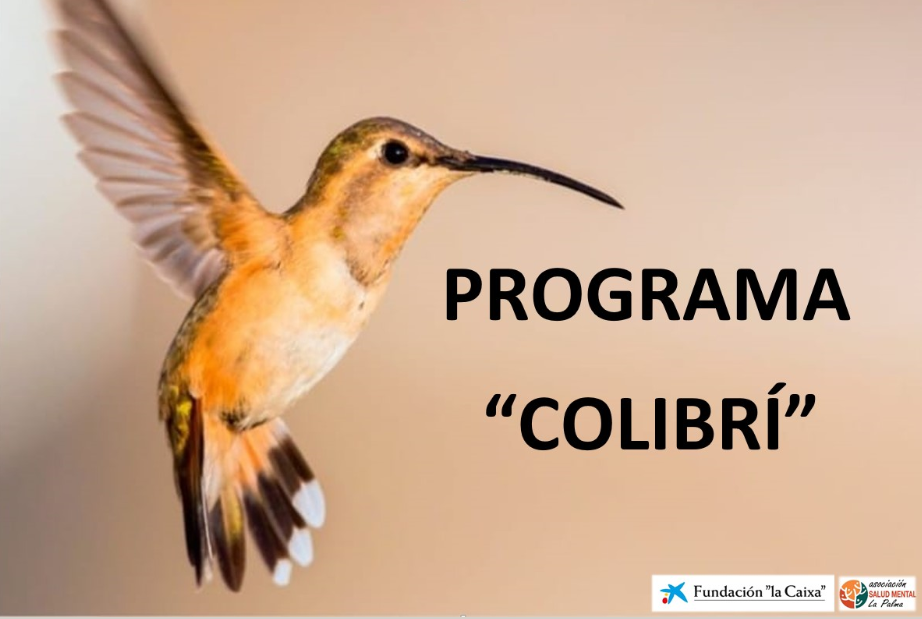 PROGRAMA
“COLIBRÍ”
Fundación "la Caixa"
asociación
SALUD MENTAL
La Palma